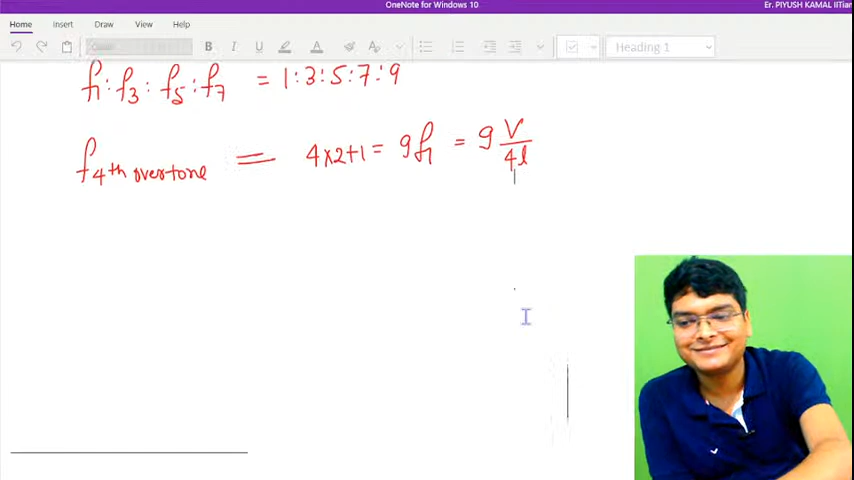 OneNote for Windows 10
Er. PIYUSH KAMAL IITian
Home Insert Draw View Help
B I U A Heading 1
f1 : f3 : f5 : f7 = 1:3:5:7:9
f4th overtone = 4x2+1 = 9f1 = 9 V/4l